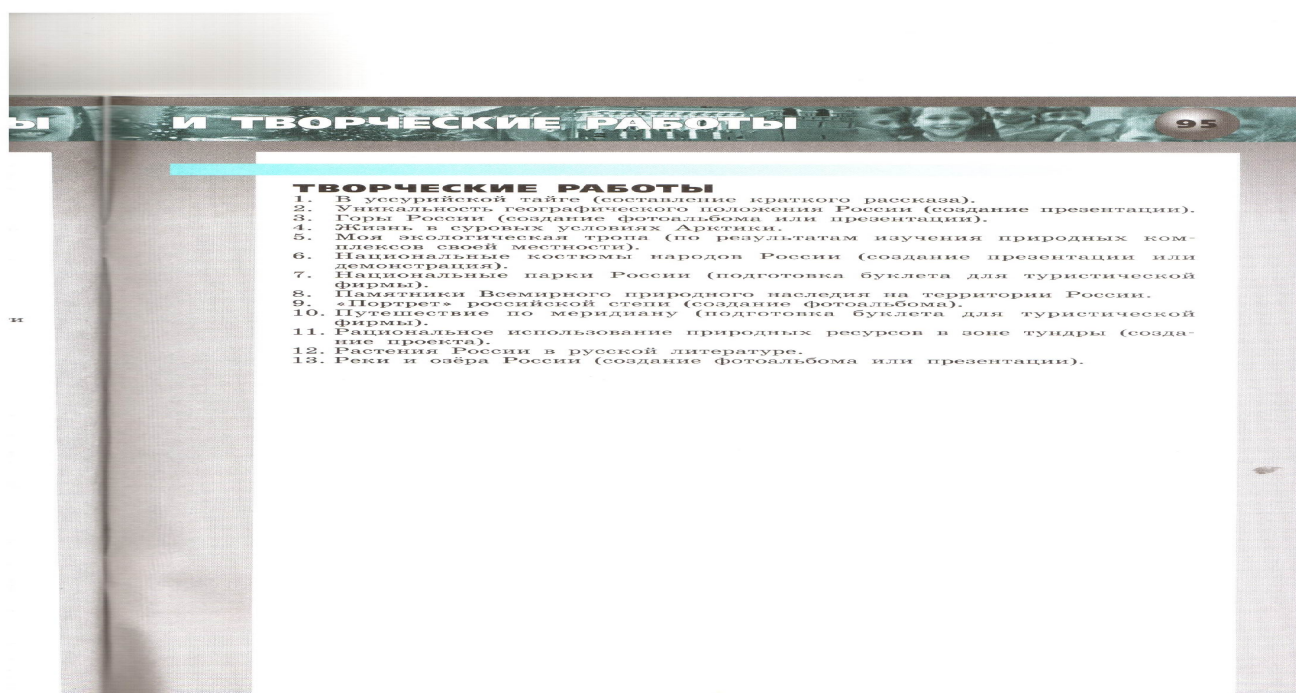 Ы
И ТВОРЧЕСКИЕ РАБОТЫ
95
и
ТВОРЧЕСКИЕ РАБОТЫ
1. В уссурийской тайге (составление краткого рассказа).
2. Уникальность географического положения России (создание презентации).
3. Горы России (создание фотоальбома или презентации).
4. Жизнь в суровых условиях Арктики.
5. Моя экологическая тропа (по результатам изучения природных ком-
плексов своей местности).
6. Национальные костюмы народов России (создание презентации или
демонстрация).
7. Национальные парки России (подготовка буклета для туристической
фирмы).
8. Памятники Всемирного природного наследия на территории России.
9. «Портрет» российской степи (создание фотоальбома).
10. Путешествие по меридиану (подготовка буклета для туристической
фирмы).
11. Рациональное использование природных ресурсов в зоне тундры (созда-
ние проекта).
12. Растения России в русской литературе.
13. Реки и озёра России (создание фотоальбома или презентации).